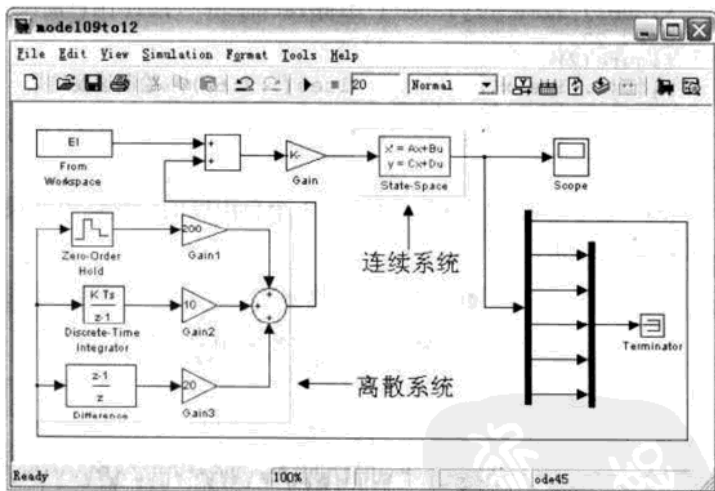 model09to12
File Edit View Simulation Format Tools Help
20
Normal
EI
From
Workspace
+
+
K-
Gain
x' = Ax+Bu
y = Cx+Du
State-Space
Scope
连续系统
Zero-Order
Hold
200
Gain1
K Ts
z-1
Discrete-Time
Integrator
10
Gain2
+
+
+
z-1
z
Difference
20
Gain3
离散系统
Terminator
Ready
100%
ode45